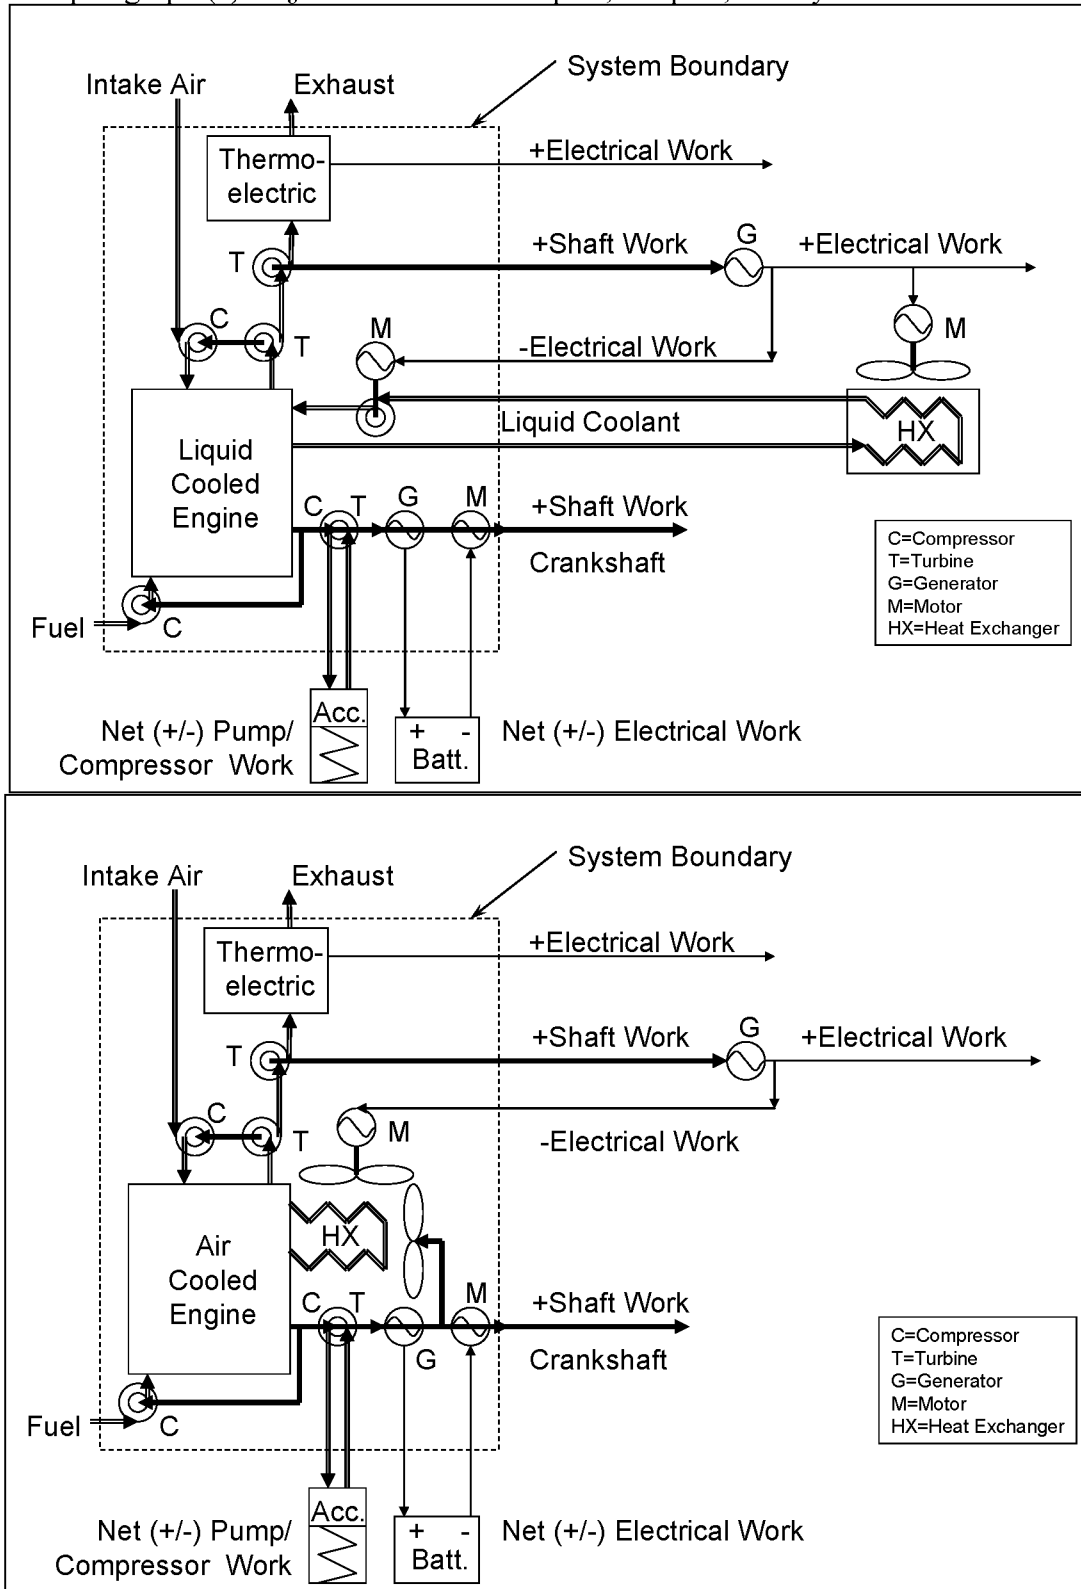 System Boundary
Intake Air
Exhaust
Thermo-
electric
+Electrical Work
T
+Shaft Work
G
+Electrical Work
C
T
M
-Electrical Work
M
Liquid Coolant
HX
Liquid
Cooled
Engine
C
T
G
M
+Shaft Work
Crankshaft
C=Compressor
T=Turbine
G=Generator
M=Motor
HX=Heat Exchanger
Fuel
C
Net (+/-) Pump/
Compressor Work
Acc.
+ -
Batt.
Net (+/-) Electrical Work
System Boundary
Intake Air
Exhaust
Thermo-
electric
+Electrical Work
T
+Shaft Work
G
+Electrical Work
C
T
M
-Electrical Work
HX
Air
Cooled
Engine
C
T
G
M
+Shaft Work
Crankshaft
C=Compressor
T=Turbine
G=Generator
M=Motor
HX=Heat Exchanger
Fuel
C
Net (+/-) Pump/
Compressor Work
Acc.
+ -
Batt.
Net (+/-) Electrical Work